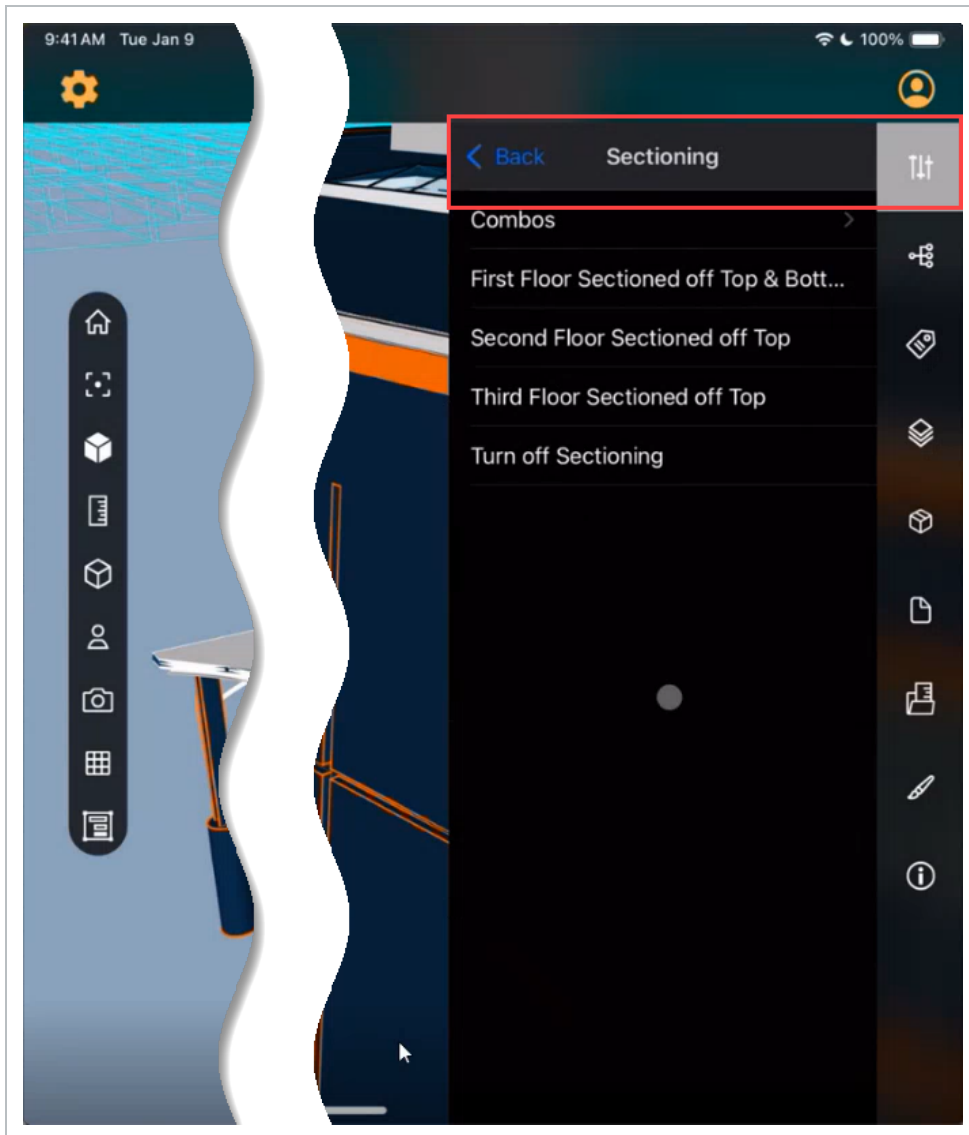 9:41 AM Tue Jan 9
100%
Back Sectioning
Combos
First Floor Sectioned off Top & Bott...
Second Floor Sectioned off Top
Third Floor Sectioned off Top
Turn off Sectioning